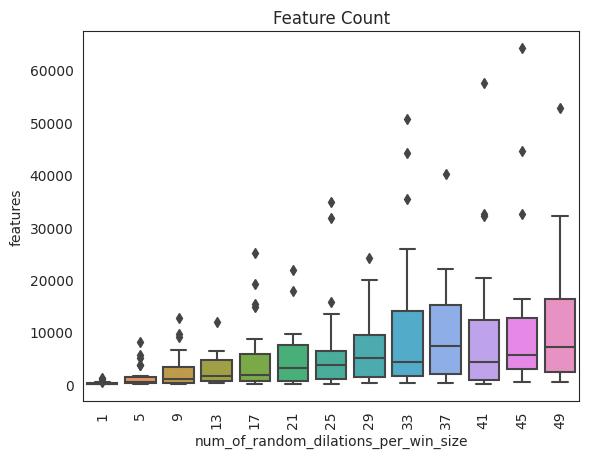 Feature Count
features
60000
50000
40000
30000
20000
10000
0
1 5 9 13 17 21 25 29 33 37 41 45 49
num_of_random_dilations_per_win_size